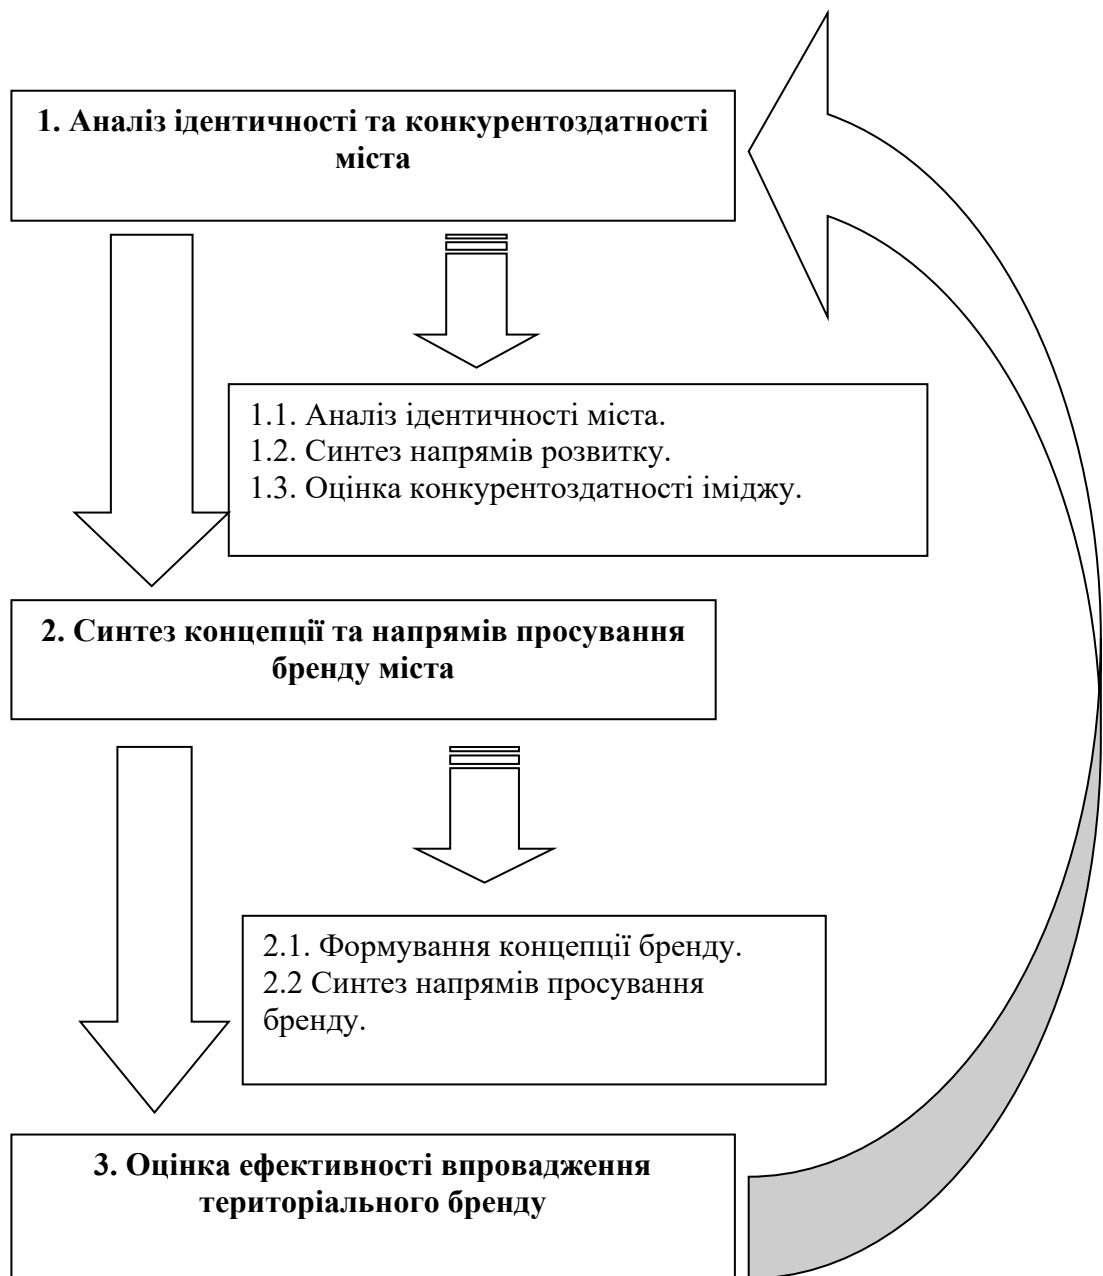 1. Аналіз ідентичності та конкурентоздатності
міста
1.1. Аналіз ідентичності міста.
1.2. Синтез напрямів розвитку.
1.3. Оцінка конкурентоздатності іміджу.
2. Синтез концепції та напрямів просування
бренду міста
2.1. Формування концепції бренду.
2.2 Синтез напрямів просування
бренду.
3. Оцінка ефективності впровадження
територіального бренду